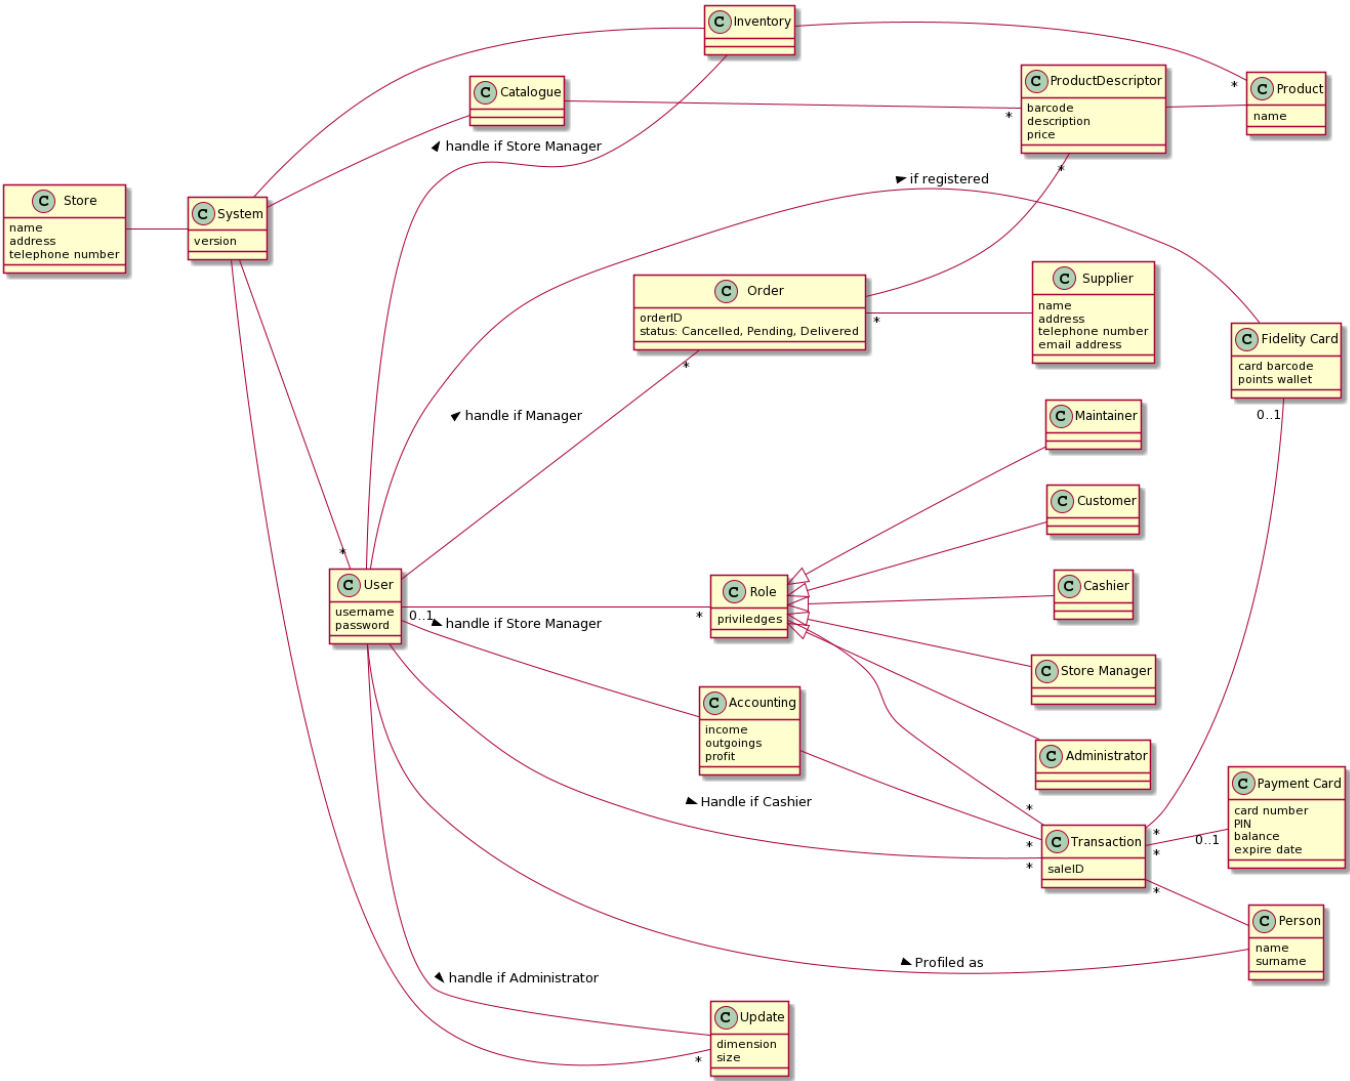 C Inventory
C Catalogue
C ProductDescriptor
barcode
description
price
C Product
name
*
*
handle if Store Manager
*
if registered
C Store
name
address
telephone number
C System
version
C Order
orderID
status: Cancelled, Pending, Delivered
*
*
C Supplier
name
address
telephone number
email address
C Fidelity Card
card barcode
points wallet
0..1
handle if Manager
C Maintainer
C Customer
C Cashier
C Store Manager
C Administrator
*
C User
username
password
0..1
handle if Store Manager
C Role
priviledges
*
C Accounting
income
outgoings
profit
Handle if Cashier
*
*
*
C Transaction
saleID
*
*
*
0..1
C Payment Card
card number
PIN
balance
expire date
C Person
name
surname
Profiled as
handle if Administrator
C Update
dimension
size
*